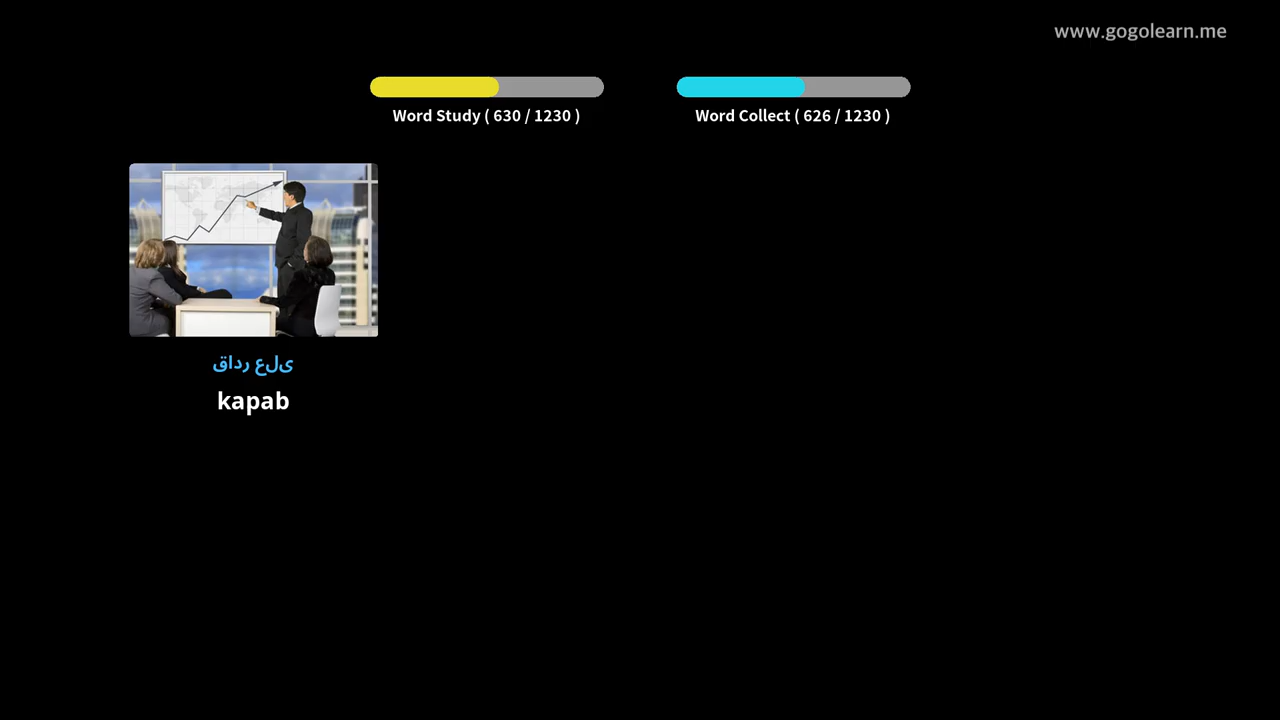 www.gogolearn.me
Word Study ( 630 / 1230 )
Word Collect ( 626 / 1230 )
قادر على
kapab